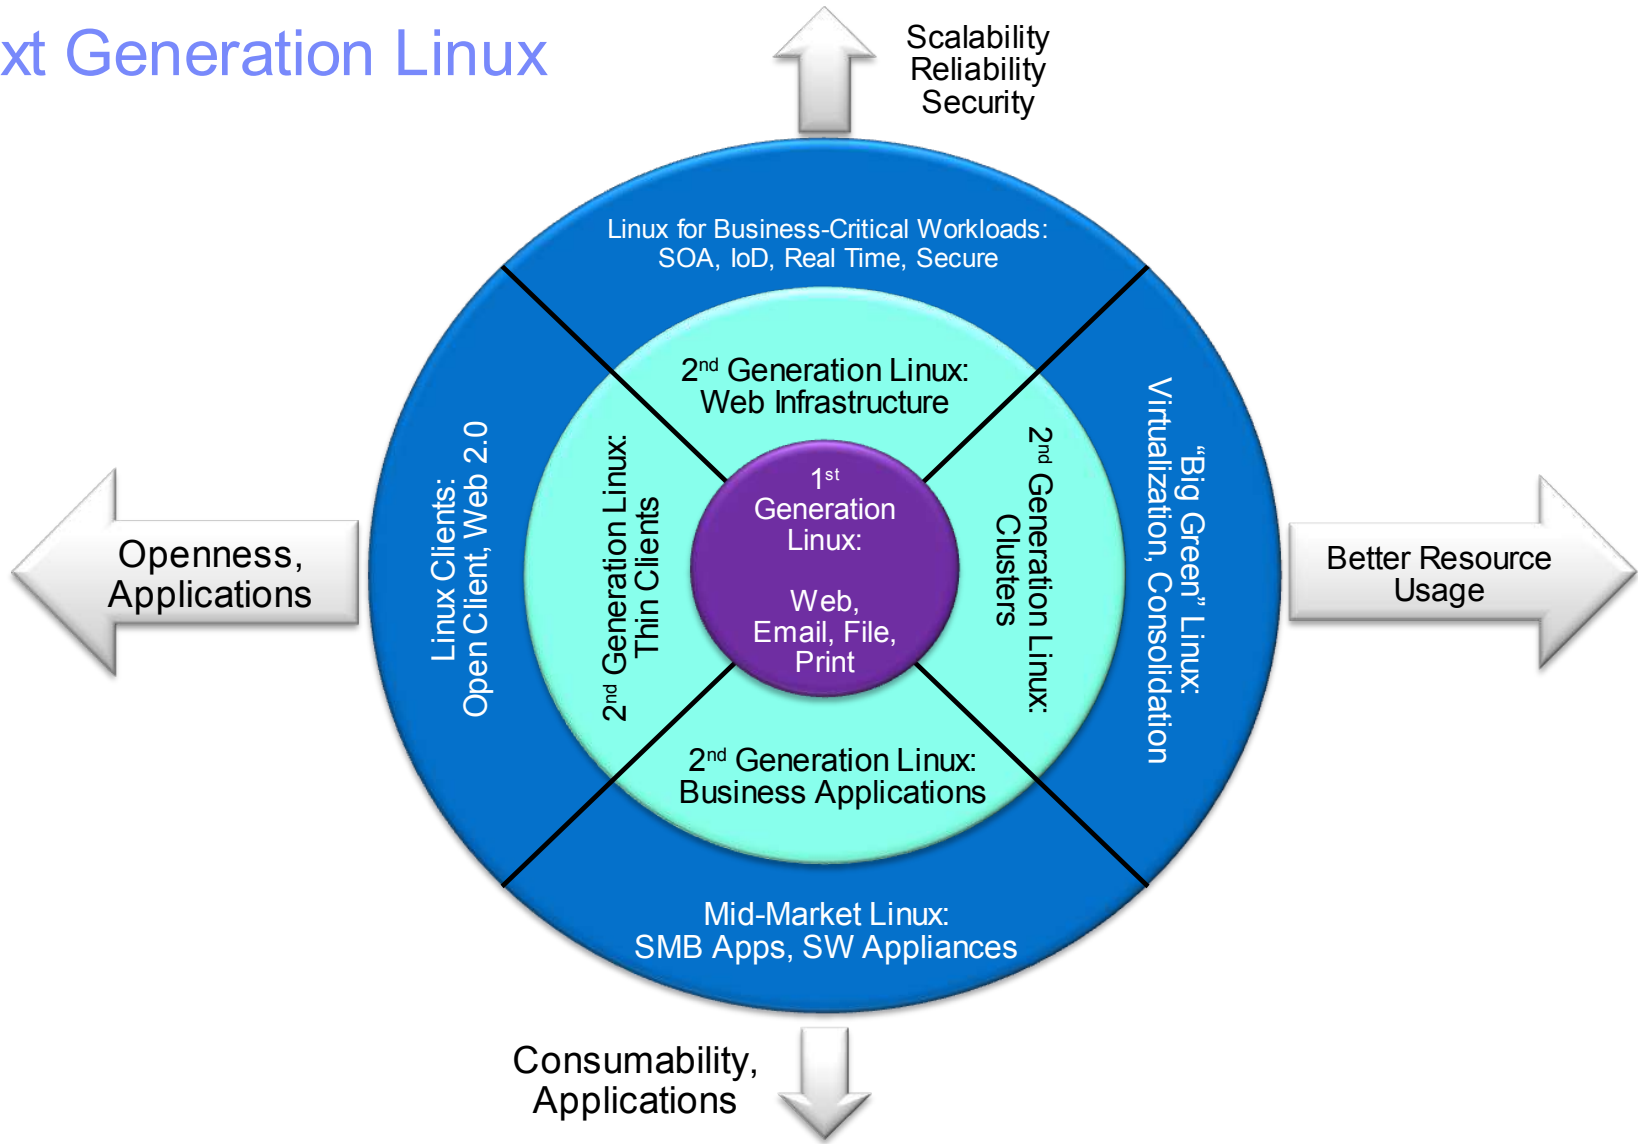 xt Generation Linux
Scalability
Reliability
Security
Linux for Business-Critical Workloads:
SOA, IoD, Real Time, Secure
2nd Generation Linux:
Web Infrastructure
Openness,
Applications
Linux Clients:
Open Client, Web 2.0
2nd Generation Linux:
Thin Clients
1st
Generation
Linux:
Web,
Email, File,
Print
2nd Generation Linux:
Clusters
“Big Green” Linux:
Virtualization, Consolidation
Better Resource
Usage
2nd Generation Linux:
Business Applications
Mid-Market Linux:
SMB Apps, SW Appliances
Consumability,
Applications